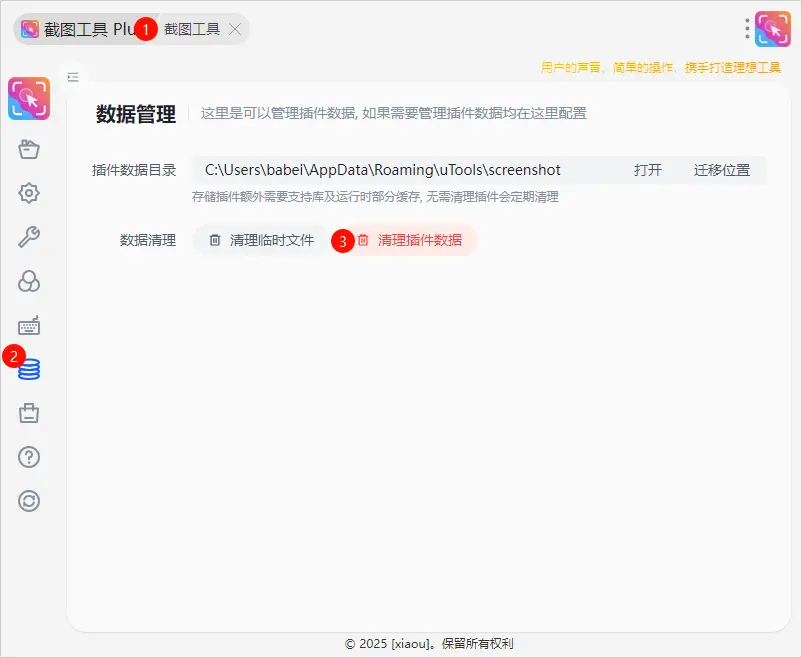 截图工具 Plu 1 截图工具
用户的声音，简单的操作，携手打造理想工具
数据管理 这里是可以管理插件数据, 如果需要管理插件数据均在这里配置
插件数据目录 C:\Users\babei\AppData\Roaming\uTools\screenshot 打开 迁移位置
存储插件额外需要支持库及运行时部分缓存, 无需清理插件会定期清理
数据清理 清理临时文件 3 清理插件数据
2
© 2025 [xiaou]。保留所有权利